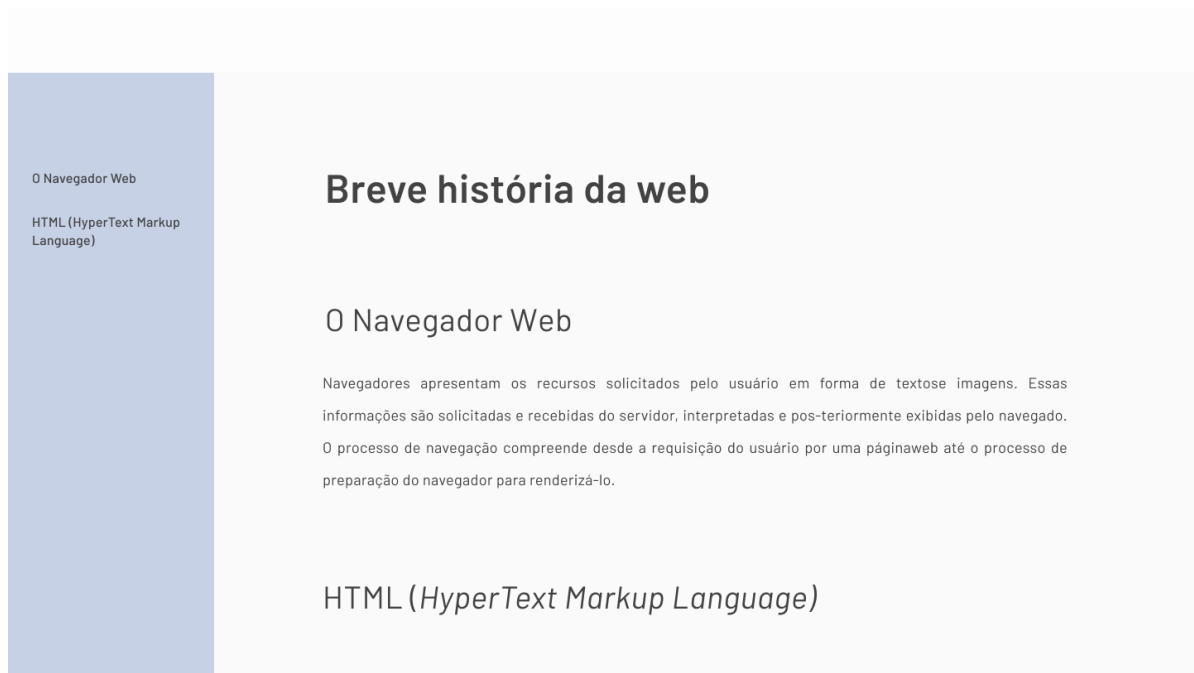 O Navegador Web
HTML (HyperText Markup
Language)
Breve história da web
O Navegador Web
Navegadores apresentam os recursos solicitados pelo usuário em forma de textose imagens. Essas
informações são solicitadas e recebidas do servidor, interpretadas e pos-teriormente exibidas pelo navegado.
O processo de navegação compreende desde a requisição do usuário por uma páginaweb até o processo de
preparação do navegador para renderizá-lo.
HTML (HyperText Markup Language)